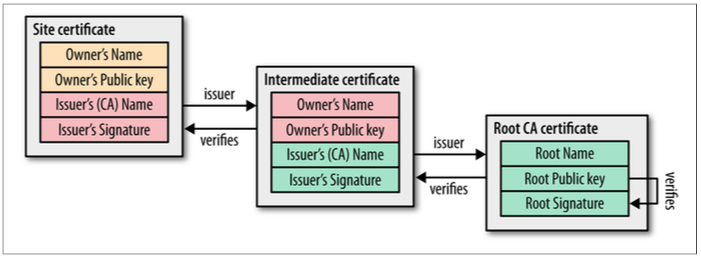 Site certificate
Owner's Name
Owner's Public key
Issuer's (CA) Name
Issuer's Signature
issuer
verifies
Intermediate certificate
Owner's Name
Owner's Public key
Issuer's (CA) Name
Issuer's Signature
issuer
verifies
Root CA certificate
Root Name
Root Public key
Root Signature
verifies